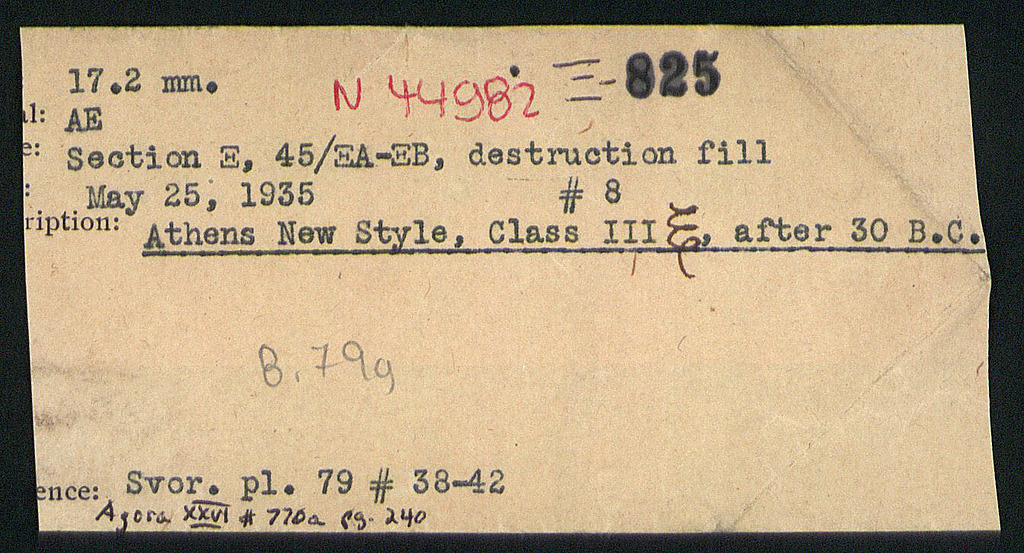 17.2 mm. N 44982 Ξ-825
al: AE
e: Section Ξ, 45/ΞA-ΞB, destruction fill
: May 25, 1935 # 8
ription: Athens New Style, Class III, after 30 B.C.
B. 79g
ence: Svor. pl. 79 # 38-42
Agora XXVI # 770a pg. 240